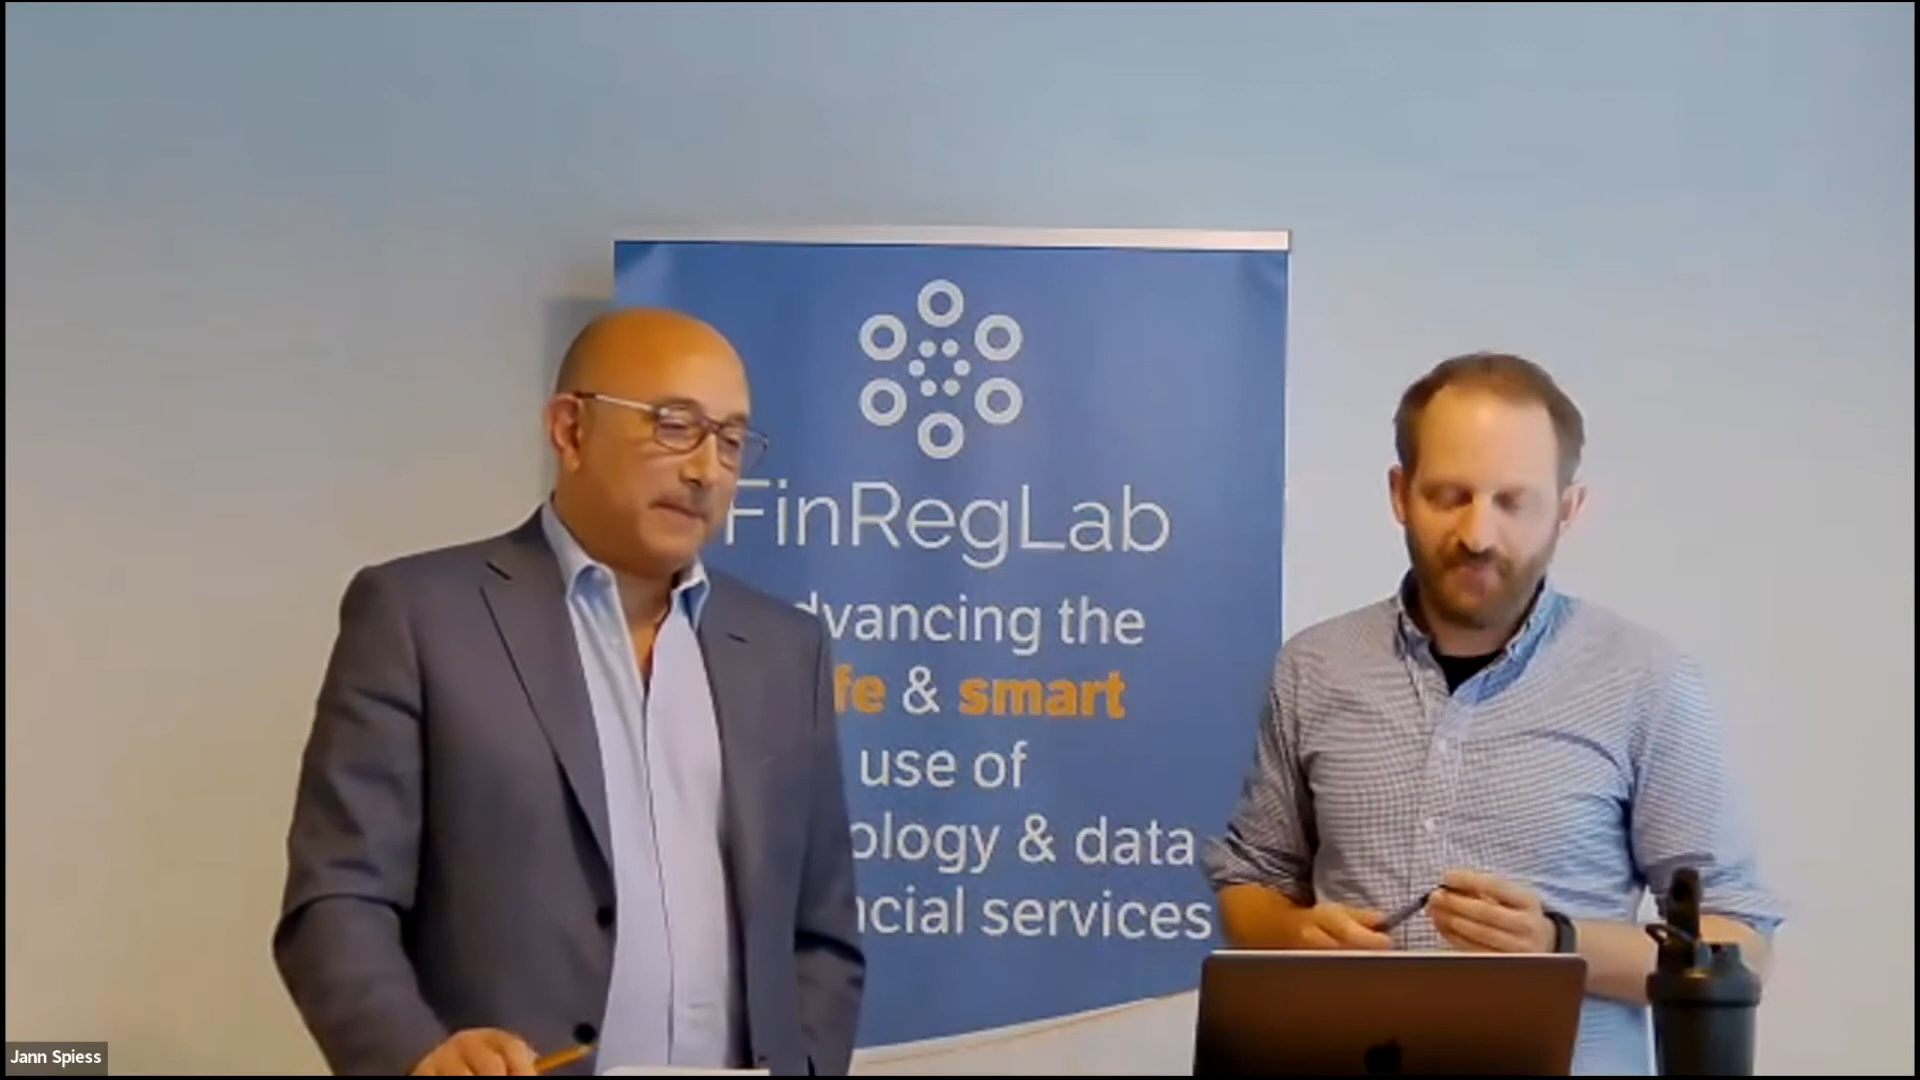 FinRegLab
dvancing the
fe & smart
use of
ology & data
ncial services
Jann Spiess